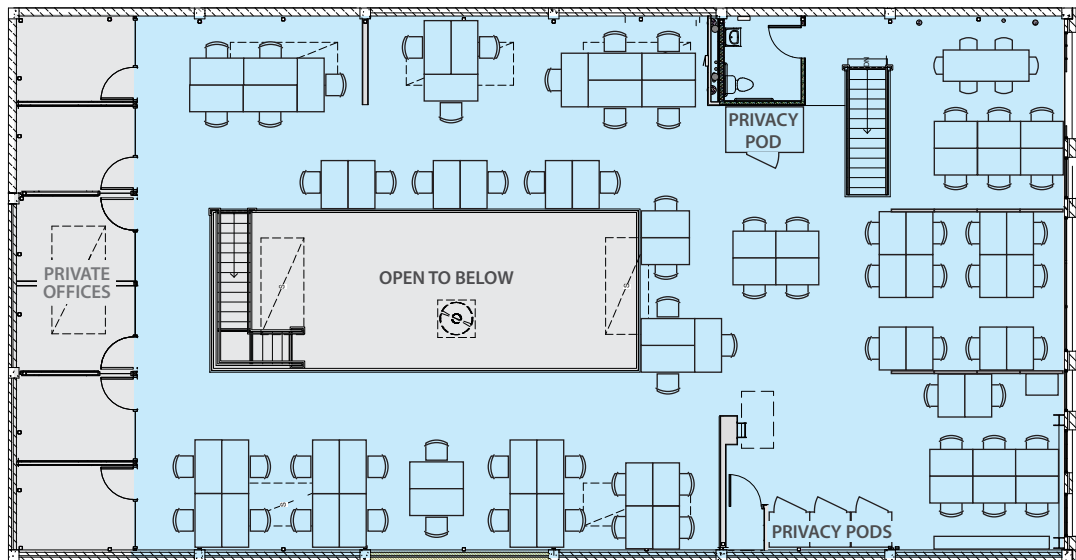 PRIVACY
POD
PRIVATE
OFFICES
OPEN TO BELOW
PRIVACY PODS